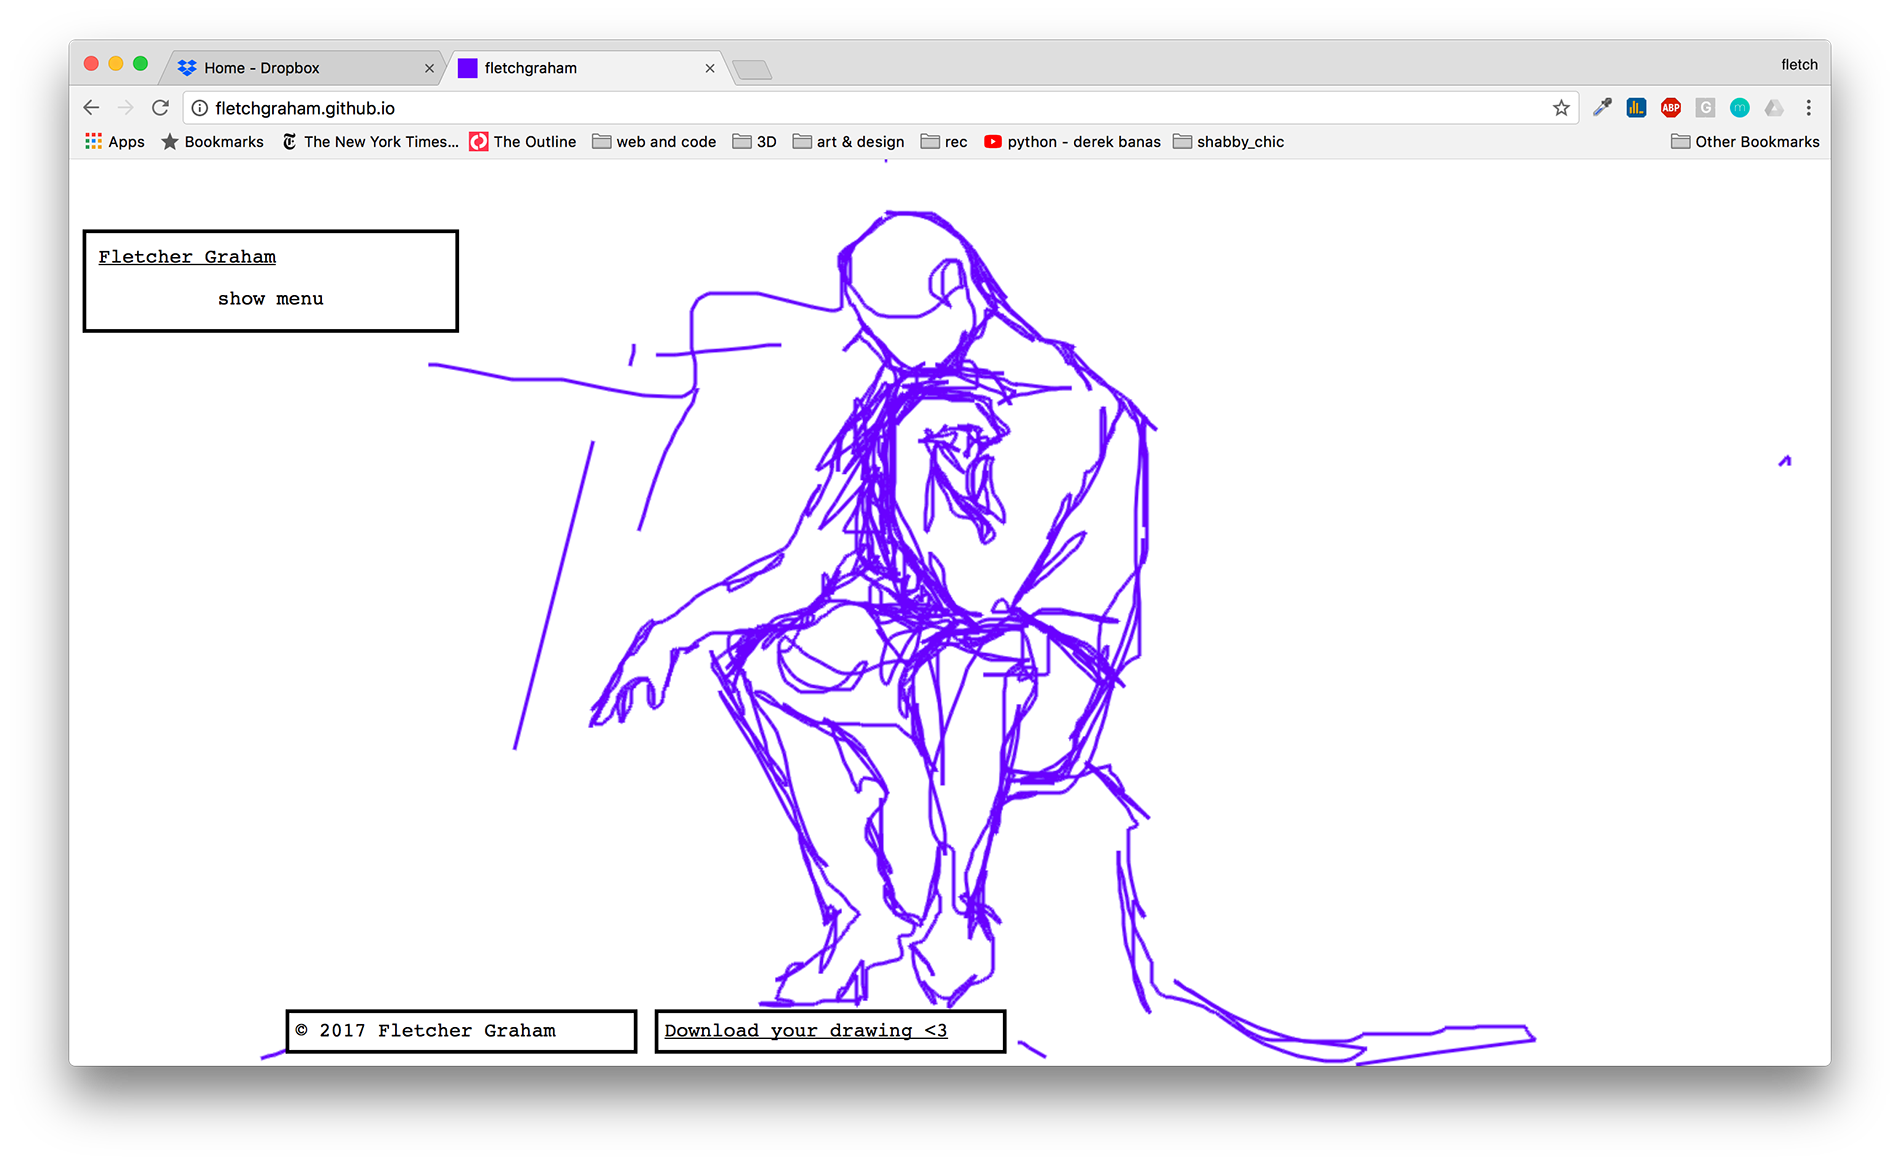 Home - Dropbox
fletchgraham
fletch
fletchgraham.github.io
ABP
G
m
Apps
Bookmarks
The New York Times...
The Outline
web and code
3D
art & design
rec
python - derek banas
shabby_chic
Other Bookmarks
Fletcher Graham
show menu
© 2017 Fletcher Graham
Download your drawing <3